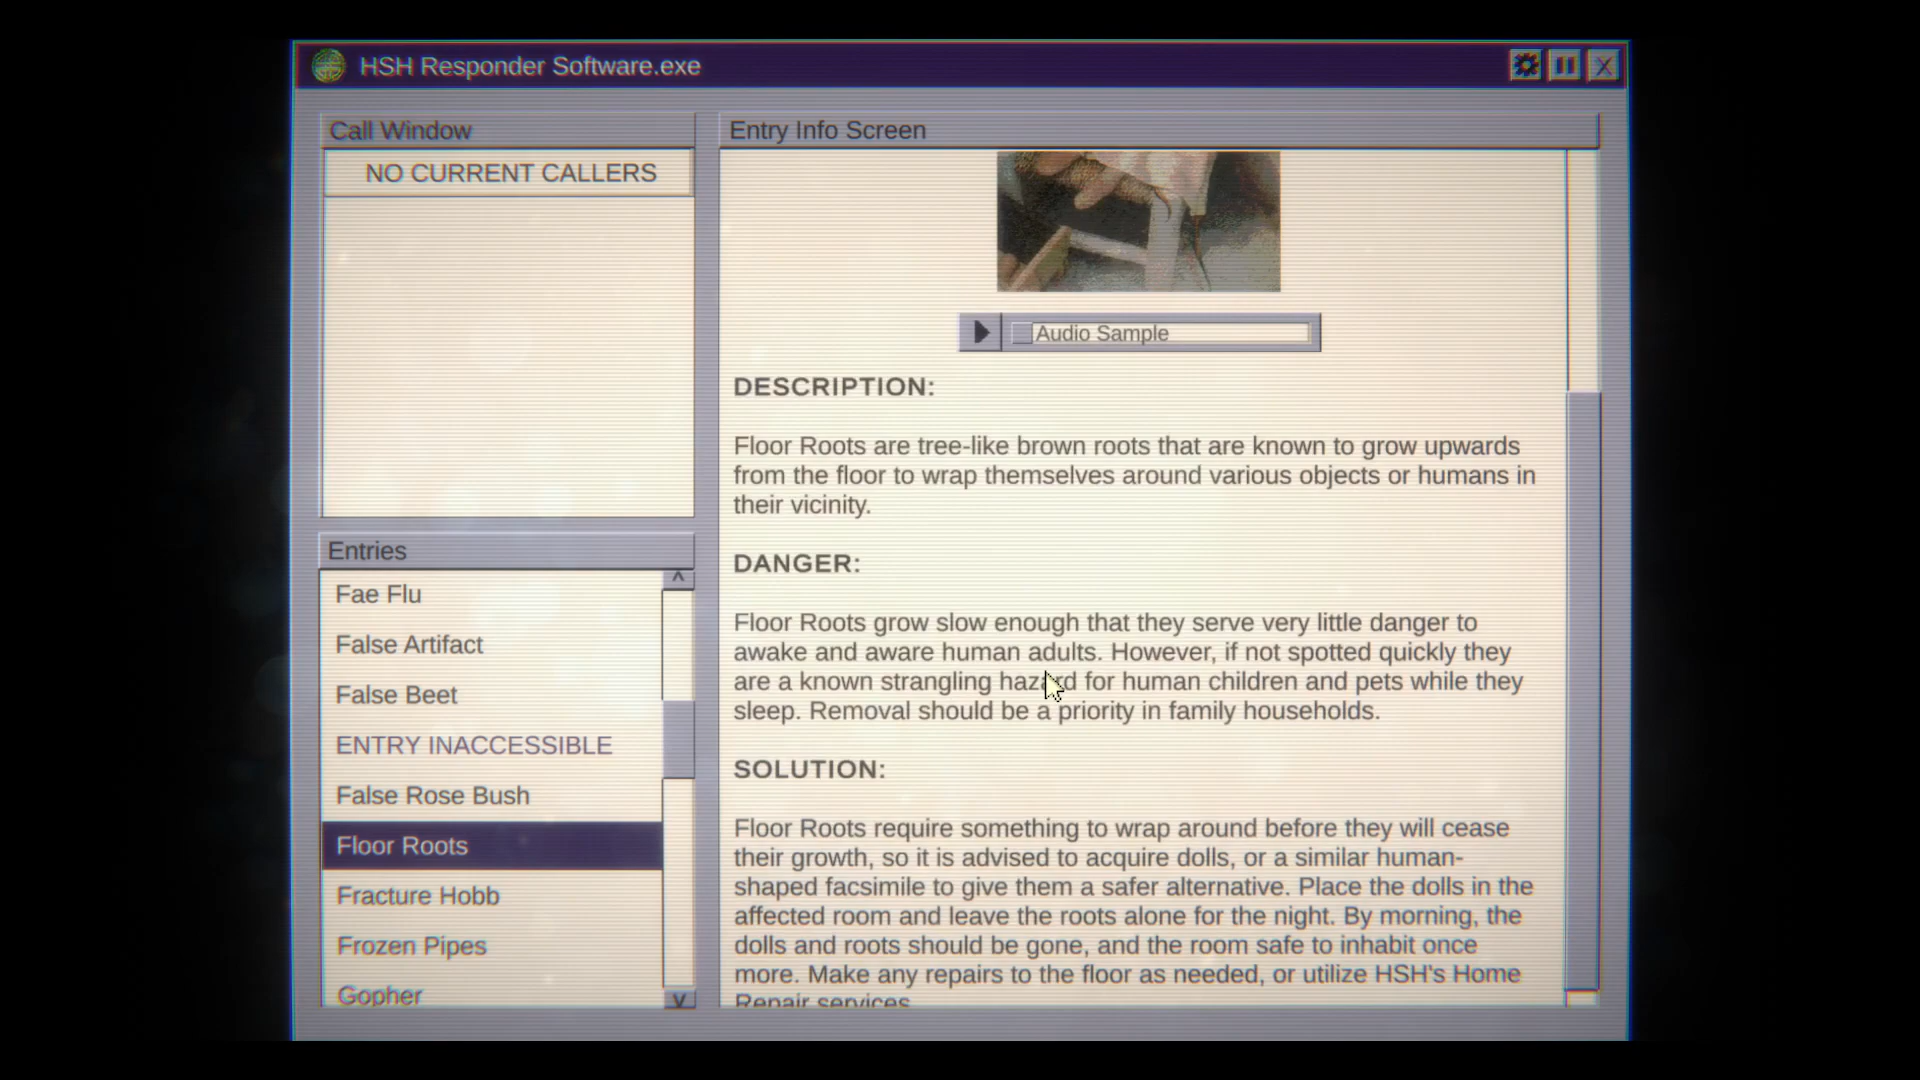 HSH Responder Software.exe
Call Window
NO CURRENT CALLERS
Entries
Fae Flu
False Artifact
False Beet
ENTRY INACCESSIBLE
False Rose Bush
Floor Roots
Fracture Hobb
Frozen Pipes
Gopher
Entry Info Screen
Audio Sample
DESCRIPTION:
Floor Roots are tree-like brown roots that are known to grow upwards
from the floor to wrap themselves around various objects or humans in
their vicinity.
DANGER:
Floor Roots grow slow enough that they serve very little danger to
awake and aware human adults. However, if not spotted quickly they
are a known strangling hazard for human children and pets while they
sleep. Removal should be a priority in family households.
SOLUTION:
Floor Roots require something to wrap around before they will cease
their growth, so it is advised to acquire dolls, or a similar human-
shaped facsimile to give them a safer alternative. Place the dolls in the
affected room and leave the roots alone for the night. By morning, the
dolls and roots should be gone, and the room safe to inhabit once
more. Make any repairs to the floor as needed, or utilize HSH's Home
Repair services.